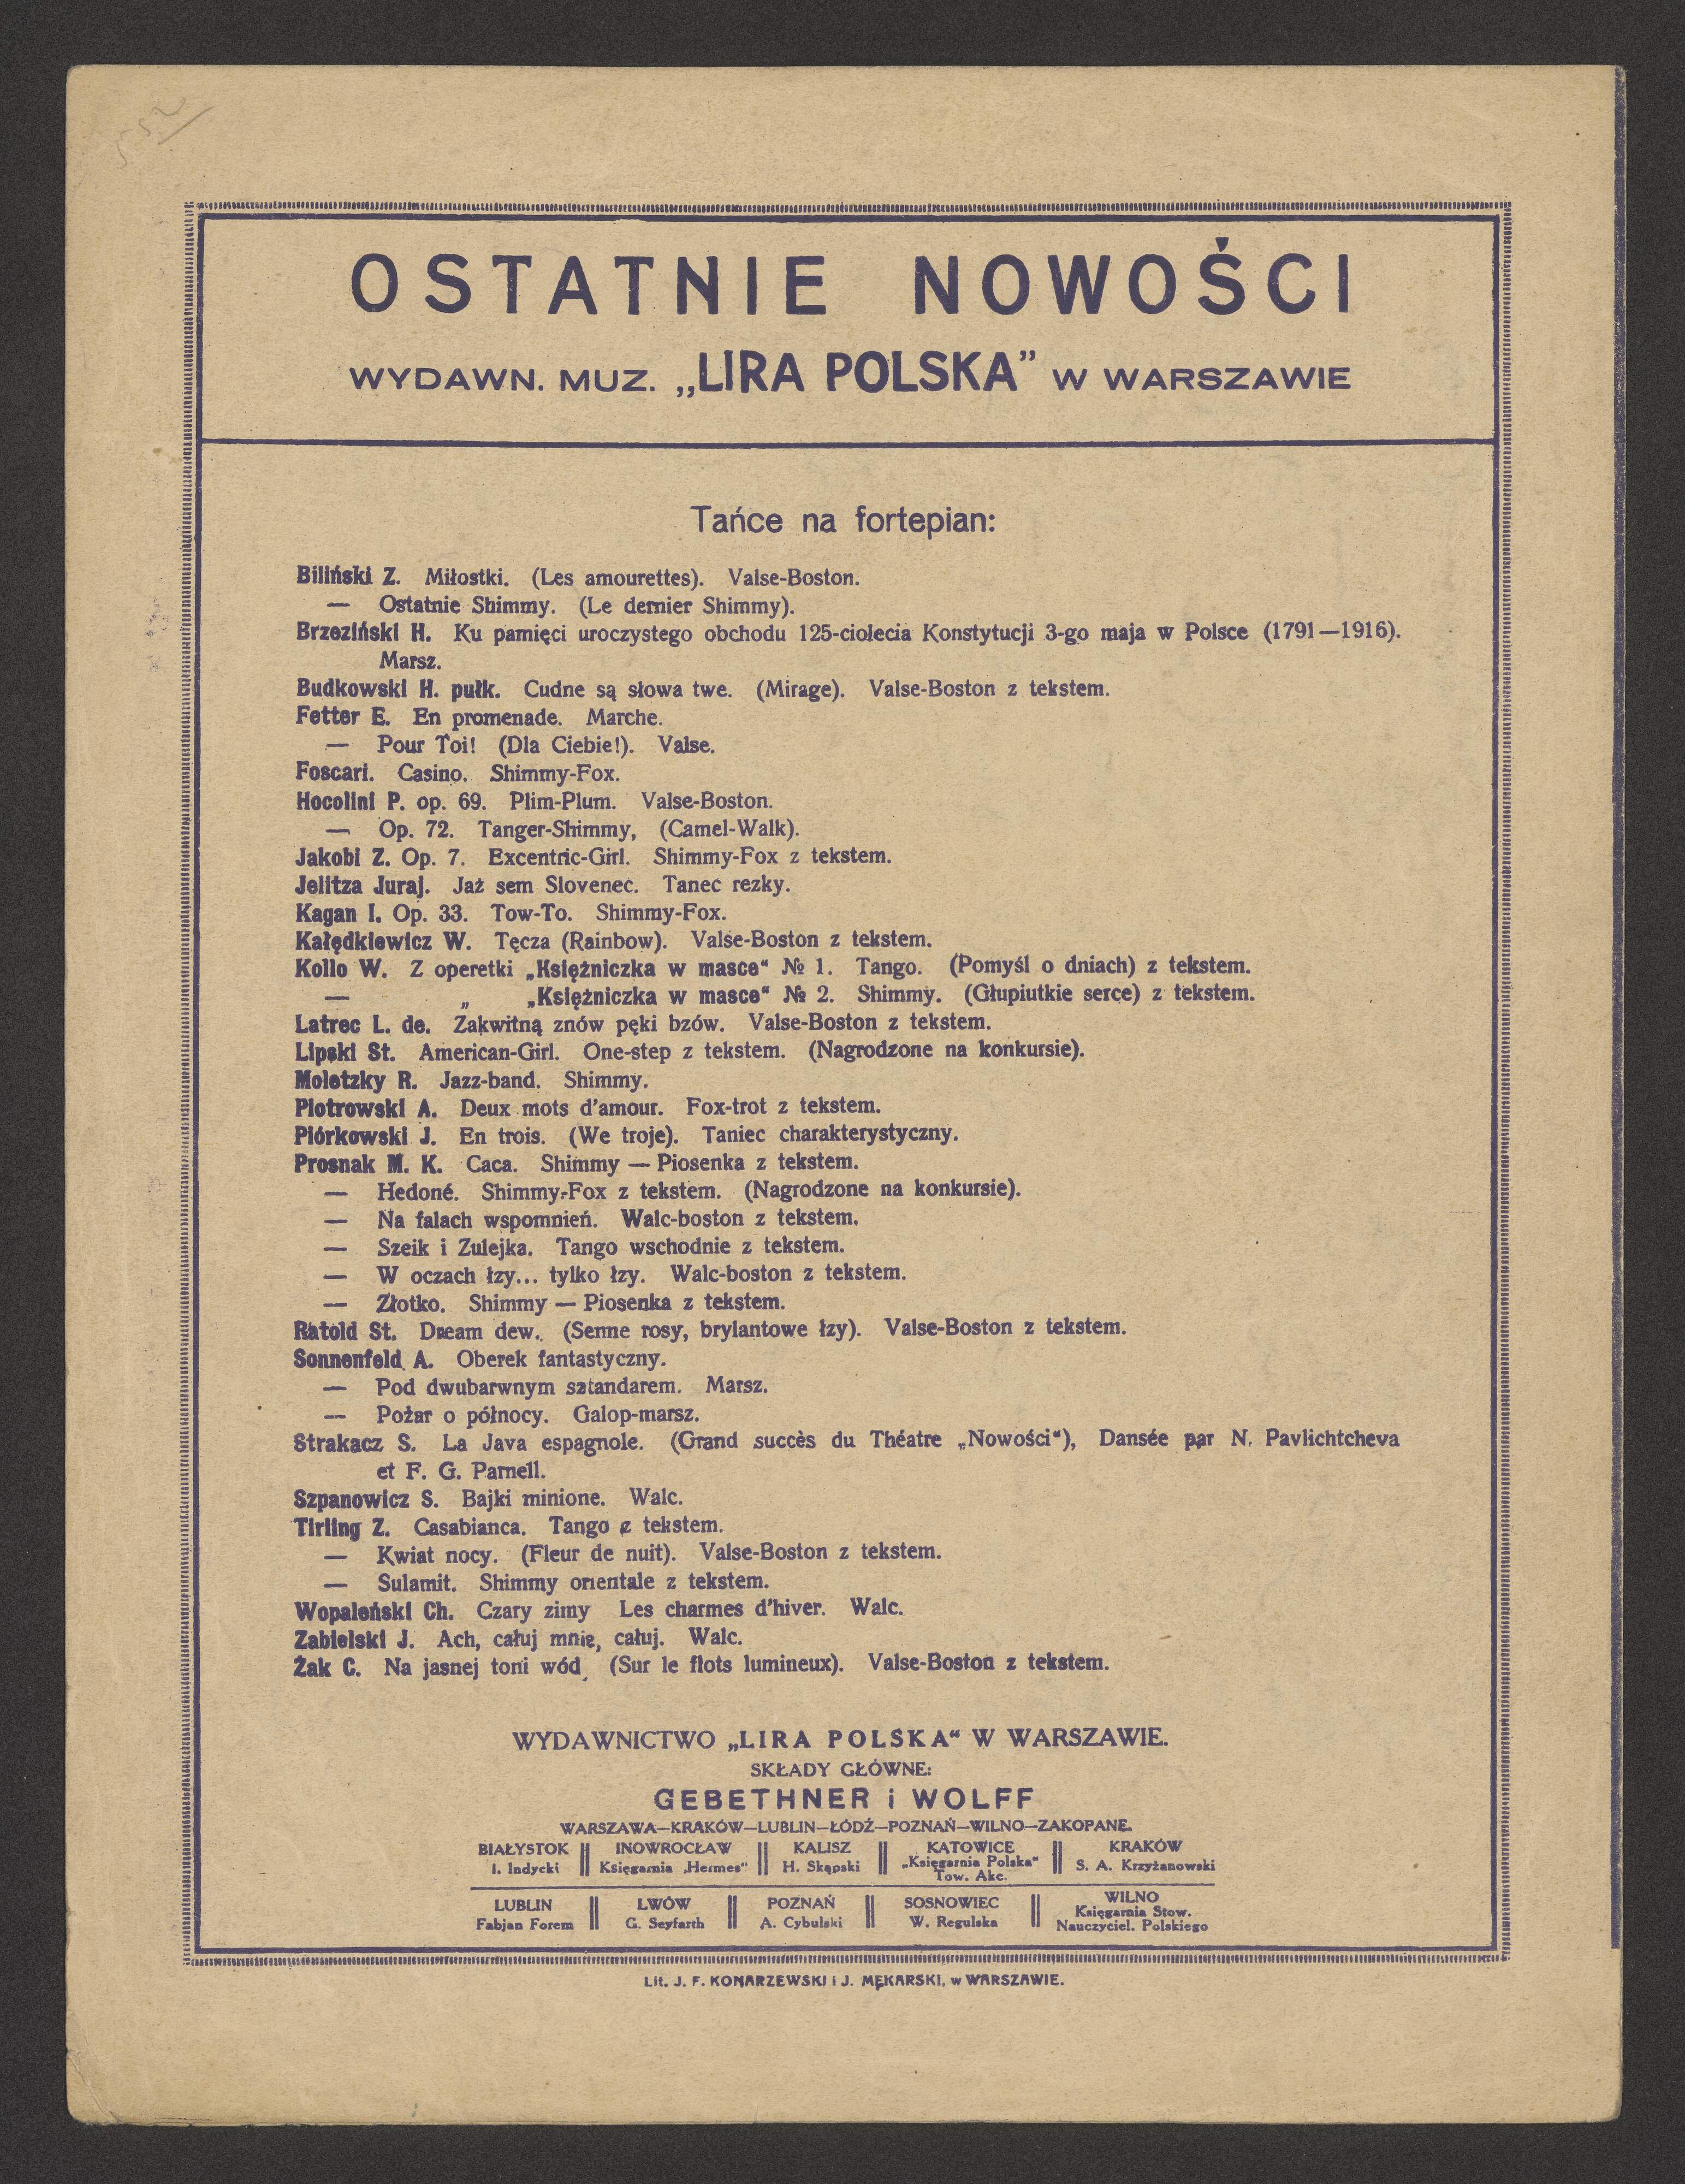 552
OSTATNIE NOWOŚCI
WYDAWN. MUZ. „LIRA POLSKA” W WARSZAWIE
Tańce na fortepian:
Biliński Z. Miłostki. (Les amourettes). Valse-Boston.
— Ostatnie Shimmy. (Le dernier Shimmy).
Brzeziński H. Ku pamięci uroczystego obchodu 125-ciolecia Konstytucji 3-go maja w Polsce (1791—1916).
Marsz.
Budkowski H. pułk. Cudne są słowa twe. (Mirage). Valse-Boston z tekstem.
Fetter E. En promenade. Marche.
— Pour Toi! (Dla Ciebie!). Valse.
Foscari. Casino. Shimmy-Fox.
Hocolini P. op. 69. Plim-Plum. Valse-Boston.
— Op. 72. Tanger-Shimmy, (Camel-Walk).
Jakobi Z. Op. 7. Excentric-Girl. Shimmy-Fox z tekstem.
Jelitza Juraj. Jaż sem Slovenec. Tanec rezky.
Kagan I. Op. 33. Tow-To. Shimmy-Fox.
Kałędkiewicz W. Tęcza (Rainbow). Valse-Boston z tekstem.
Kollo W. Z operetki „Księżniczka w masce“ № 1. Tango. (Pomyśl o dniach) z tekstem.
— „ „Księżniczka w masce“ № 2. Shimmy. (Głupiutkie serce) z tekstem.
Latrec L. de. Zakwitną znów pęki bzów. Valse-Boston z tekstem.
Lipski St. American-Girl. One-step z tekstem. (Nagrodzone na konkursie).
Moletzky R. Jazz-band. Shimmy.
Piotrowski A. Deux mots d'amour. Fox-trot z tekstem.
Piórkowski J. En trois. (We troje). Taniec charakterystyczny.
Prosnak M. K. Caca. Shimmy — Piosenka z tekstem.
— Hedoné. Shimmy-Fox z tekstem. (Nagrodzone na konkursie).
— Na falach wspomnień. Walc-boston z tekstem.
— Szeik i Zulejka. Tango wschodnie z tekstem.
— W oczach łzy... tylko łzy. Walc-boston z tekstem.
— Złotko. Shimmy — Piosenka z tekstem.
Ratold St. Dream dew. (Senne rosy, brylantowe łzy). Valse-Boston z tekstem.
Sonnenfeld A. Oberek fantastyczny.
— Pod dwubarwnym sztandarem. Marsz.
— Pożar o północy. Galop-marsz.
Strakacz S. La Java espagnole. (Grand succès du Théatre „Nowości“), Dansée par N. Pavlichtcheva
et F. G. Parnell.
Szpanowicz S. Bajki minione. Walc.
Tirling Z. Casabianca. Tango z tekstem.
— Kwiat nocy. (Fleur de nuit). Valse-Boston z tekstem.
— Sulamit. Shimmy orientale z tekstem.
Wopaleński Ch. Czary zimy Les charmes d'hiver. Walc.
Zabielski J. Ach, całuj mnię, całuj. Walc.
Żak C. Na jasnej toni wód (Sur le flots lumineux). Valse-Boston z tekstem.
WYDAWNICTWO „LIRA POLSKA“ W WARSZAWIE.
SKŁADY GŁÓWNE:
GEBETHNER i WOLFF
WARSZAWA—KRAKÓW—LUBLIN—ŁÓDŹ—POZNAŃ—WILNO—ZAKOPANE.
BIAŁYSTOK INOWROCŁAW KALISZ KATOWICE KRAKÓW
I. Indycki Księgarnia „Hermes“ H. Skąpski „Księgarnia Polska“ S. A. Krzyżanowski
Tow. Akc.
LUBLIN LWÓW POZNAŃ SOSNOWIEC WILNO
Fabjan Forem G. Seyfarth A. Cybulski W. Regulska Księgarnia Stow.
Nauczyciel. Polskiego
Lit. J. F. KONARZEWSKI i J. MĘKARSKI, w WARSZAWIE.